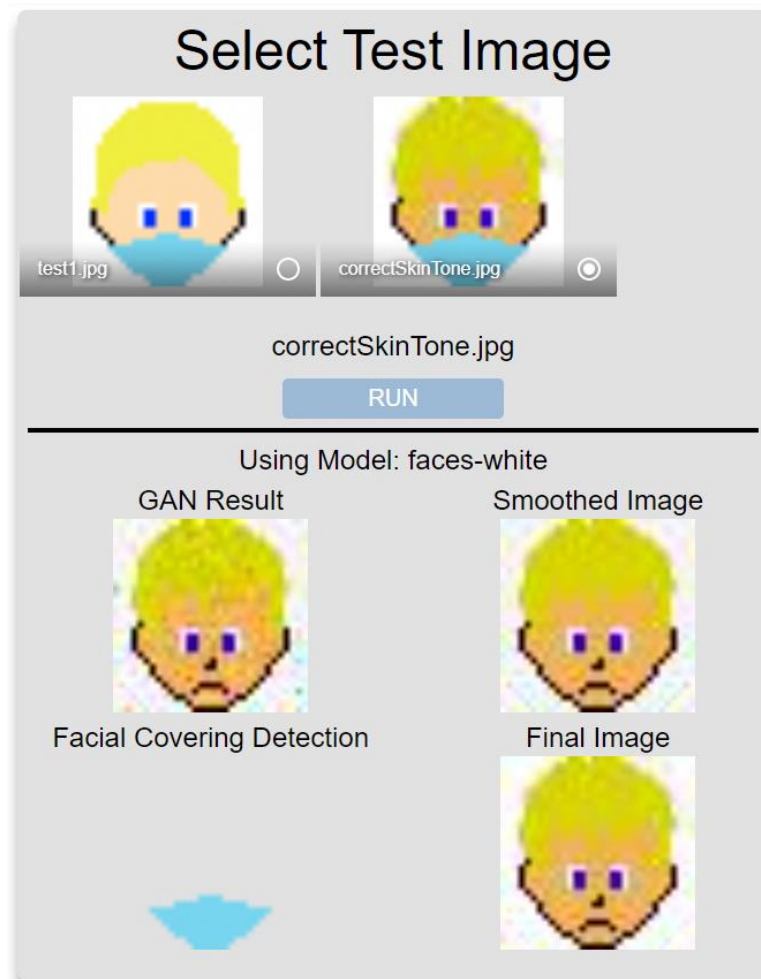 Select Test Image
test1.jpg
correctSkinTone.jpg
correctSkinTone.jpg
RUN
Using Model: faces-white
GAN Result
Smoothed Image
Facial Covering Detection
Final Image